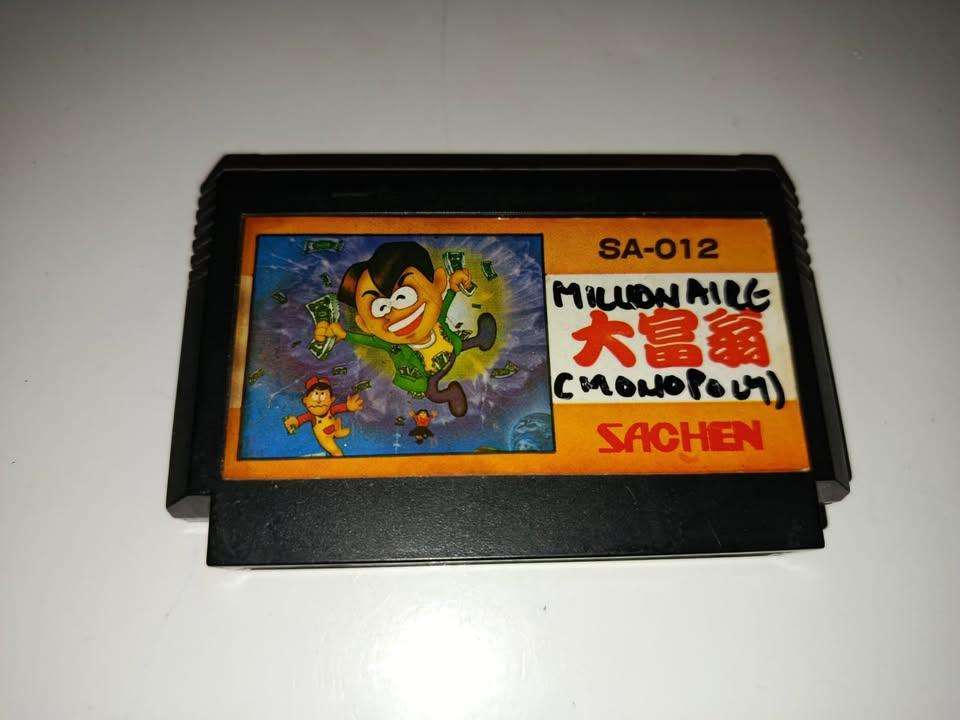 SA-012
MILLIONAIRE
大富翁
(MONOPOLY)
SACHEN